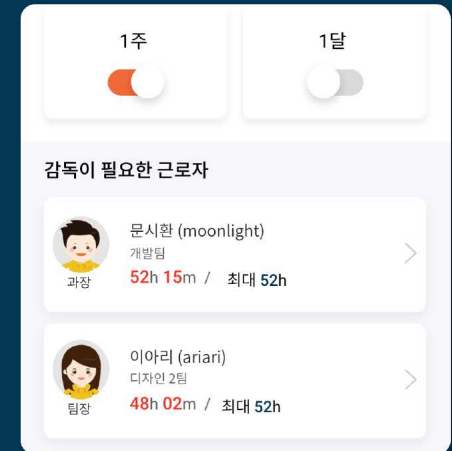 1주 1달
감독이 필요한 근로자
문시환 (moonlight)
개발팀
과장
52h 15m / 최대 52h
이아리 (ariari)
디자인 2팀
팀장
48h 02m / 최대 52h